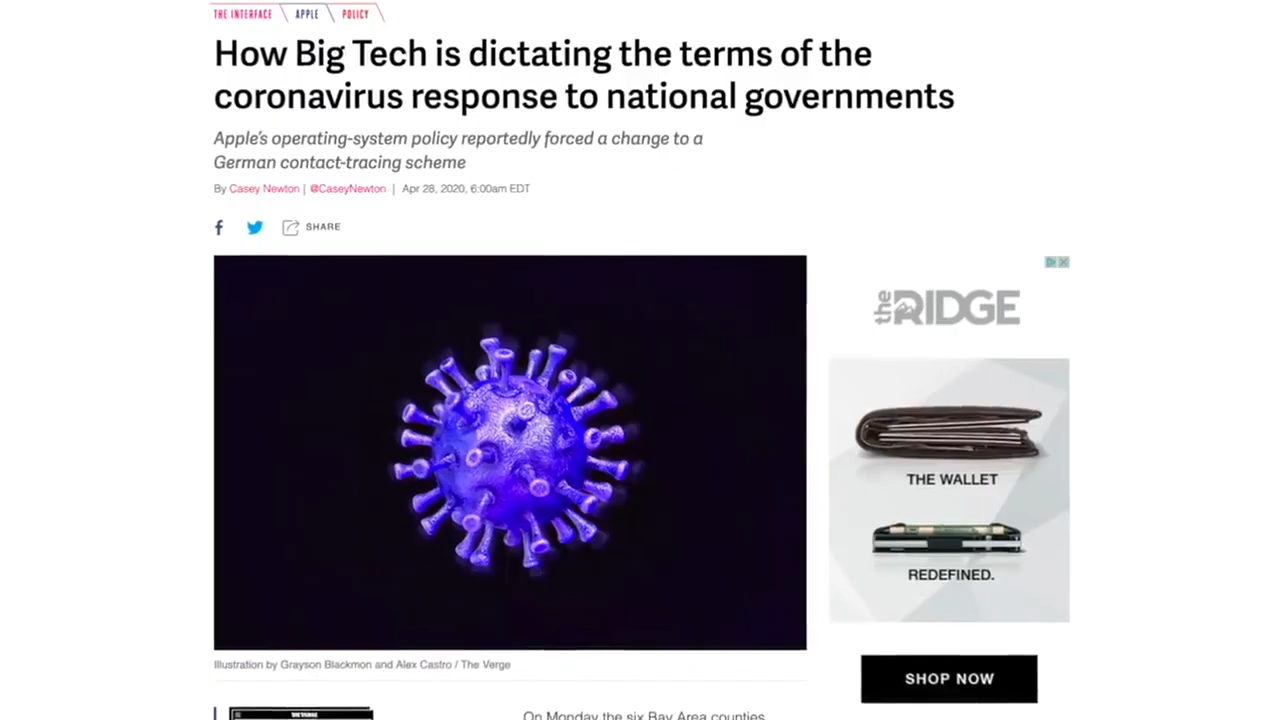 THE INTERFACE APPLE POLICY
How Big Tech is dictating the terms of the
coronavirus response to national governments
Apple's operating-system policy reportedly forced a change to a
German contact-tracing scheme
By Casey Newton | @CaseyNewton | Apr 28, 2020, 6:00am EDT
SHARE
the RIDGE
THE WALLET
REDEFINED.
Illustration by Grayson Blackmon and Alex Castro / The Verge
SHOP NOW
On Monday the six Bay Area counties